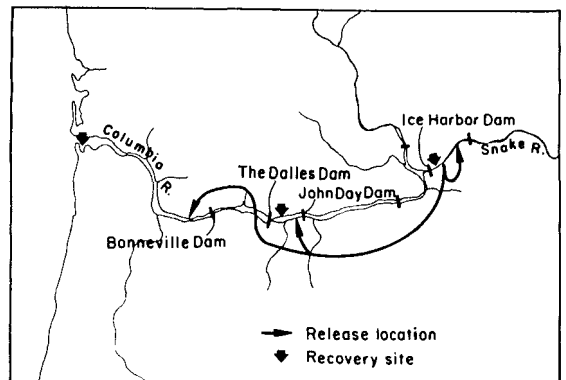 Columbia
R.
Ice Harbor Dam
Snake R.
The Dalles Dam
John Day Dam
Bonneville Dam
Release location
Recovery site